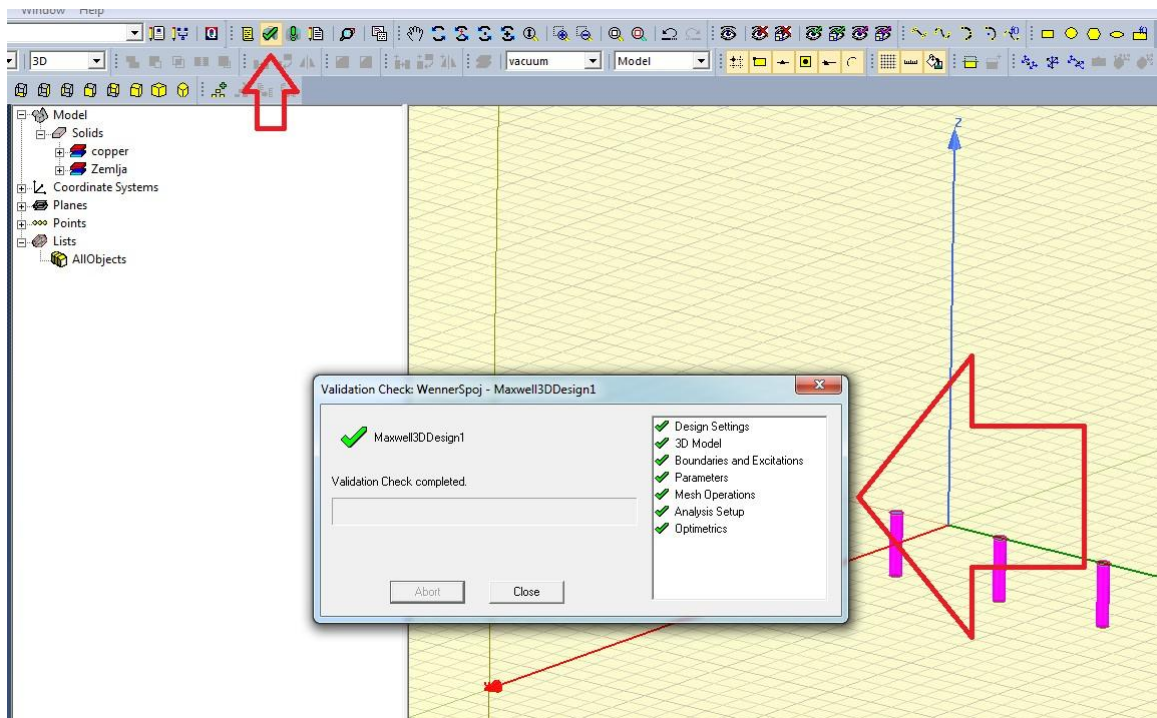 Window Help
3D
vacuum
Model
Model
Solids
copper
Zemlja
Coordinate Systems
Planes
Points
Lists
AllObjects
Z
Validation Check: WennerSpoj - Maxwell3DDesign1
Maxwell3DDesign1
Validation Check completed.
Abort
Close
Design Settings
3D Model
Boundaries and Excitations
Parameters
Mesh Operations
Analysis Setup
Optimetrics